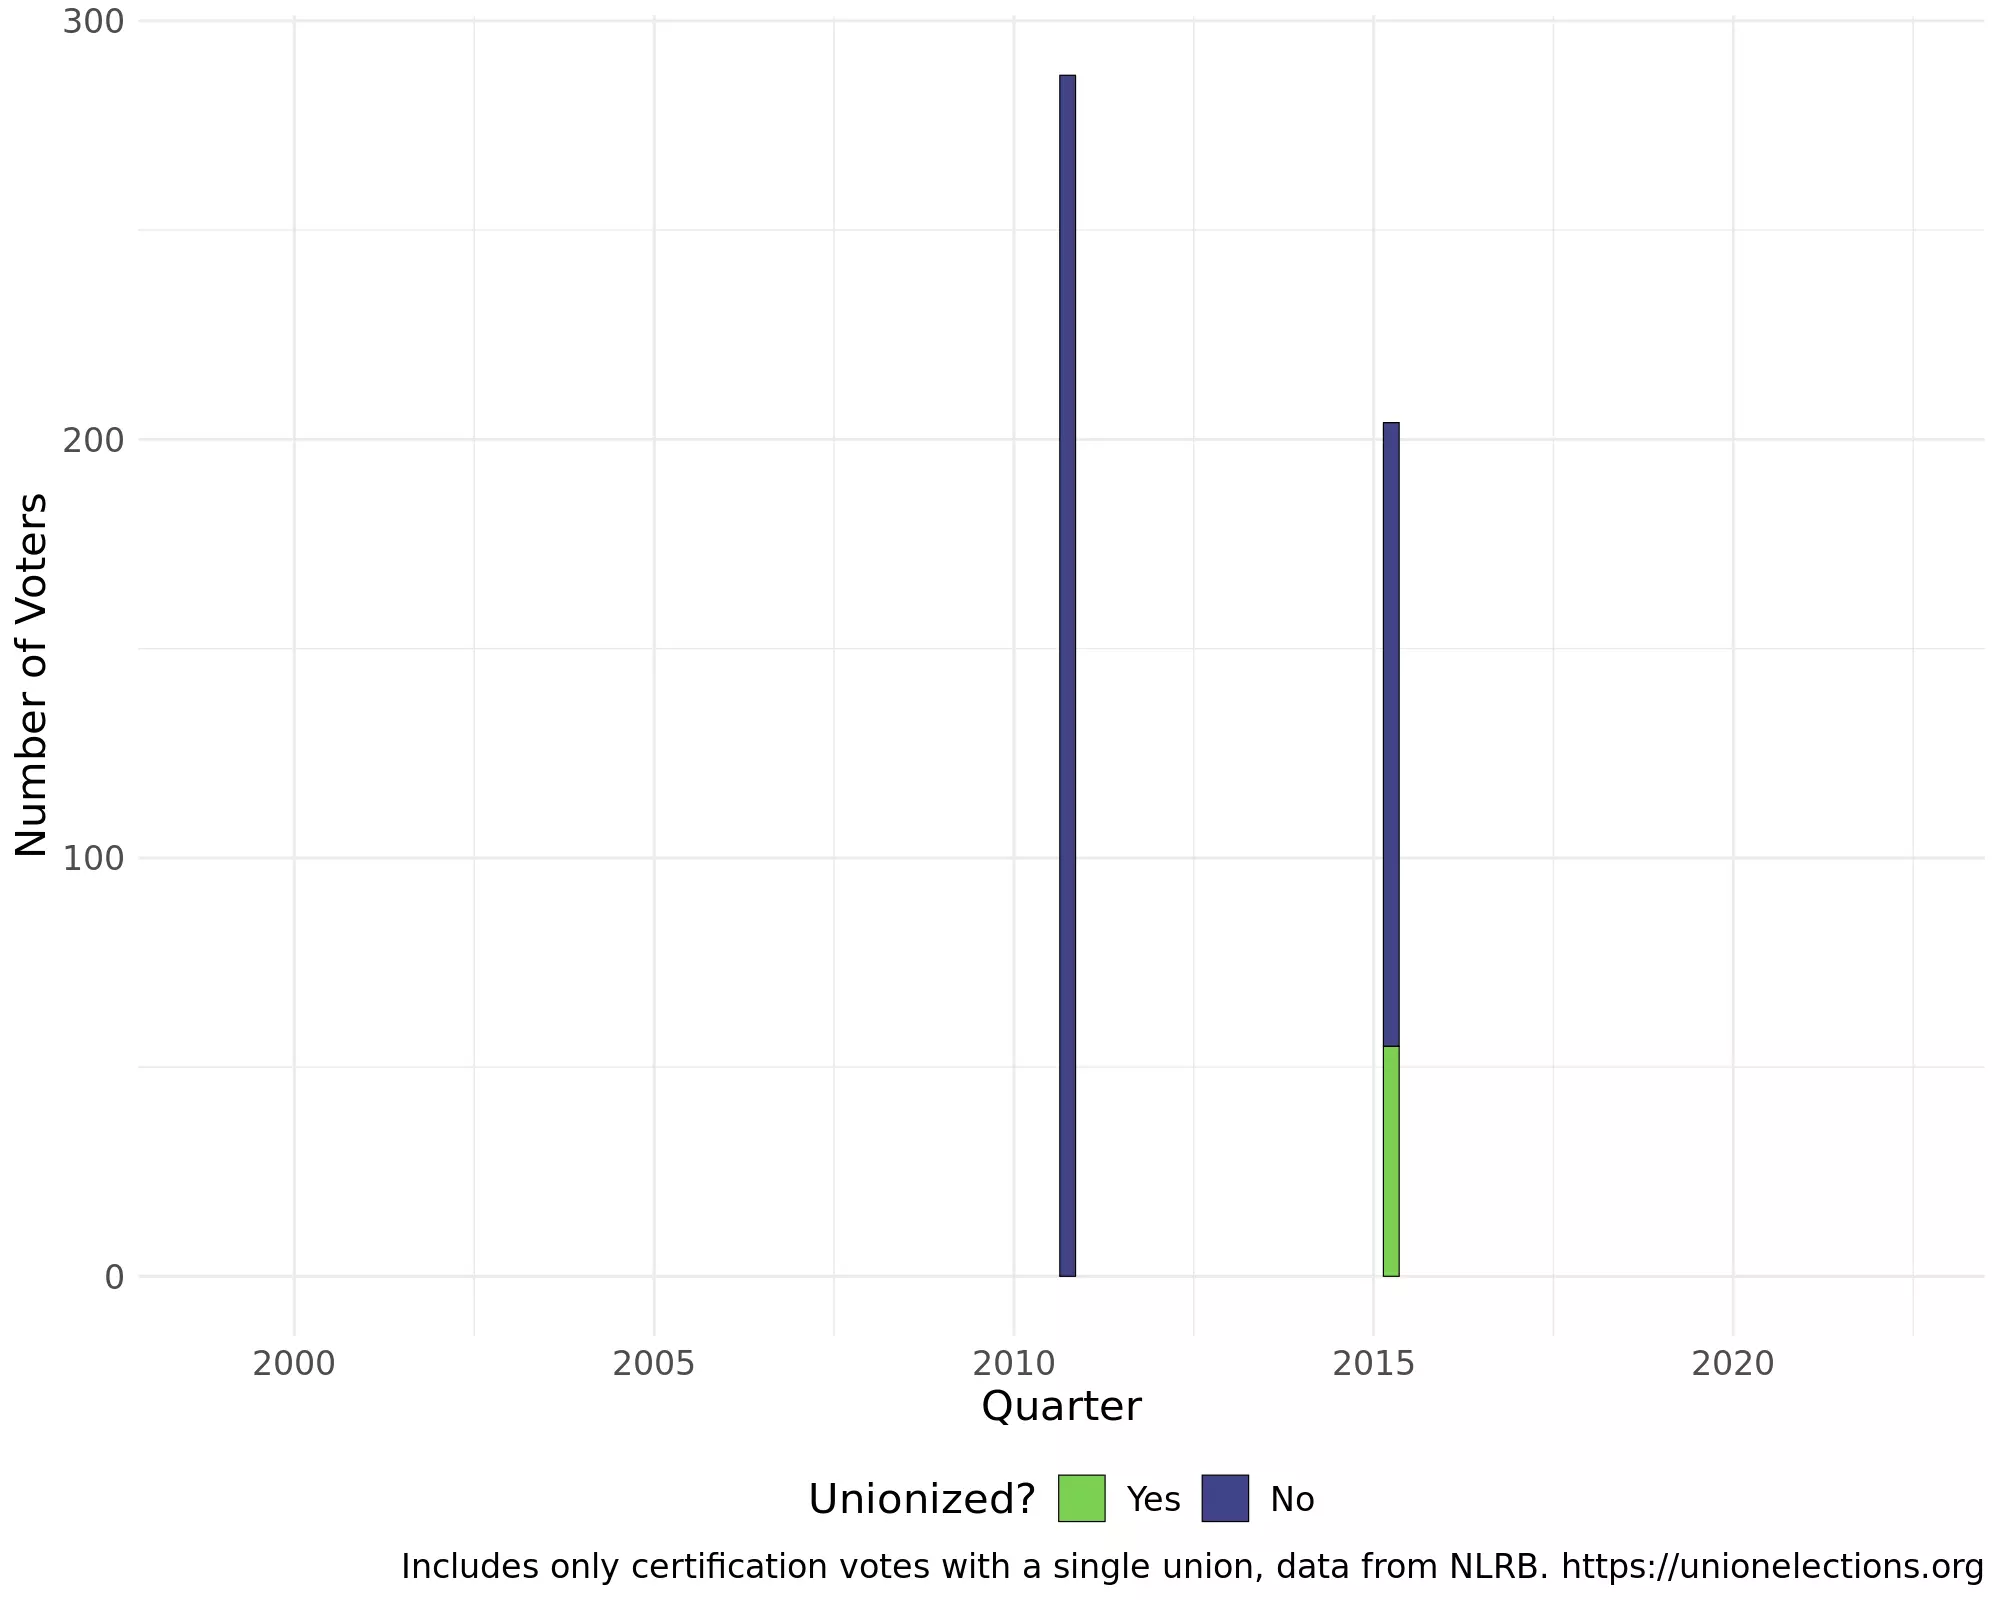 300
200
100
0
Number of Voters
2000 2005 2010 2015 2020
Quarter
Unionized? Yes No
Includes only certification votes with a single union, data from NLRB. https://unionelections.org